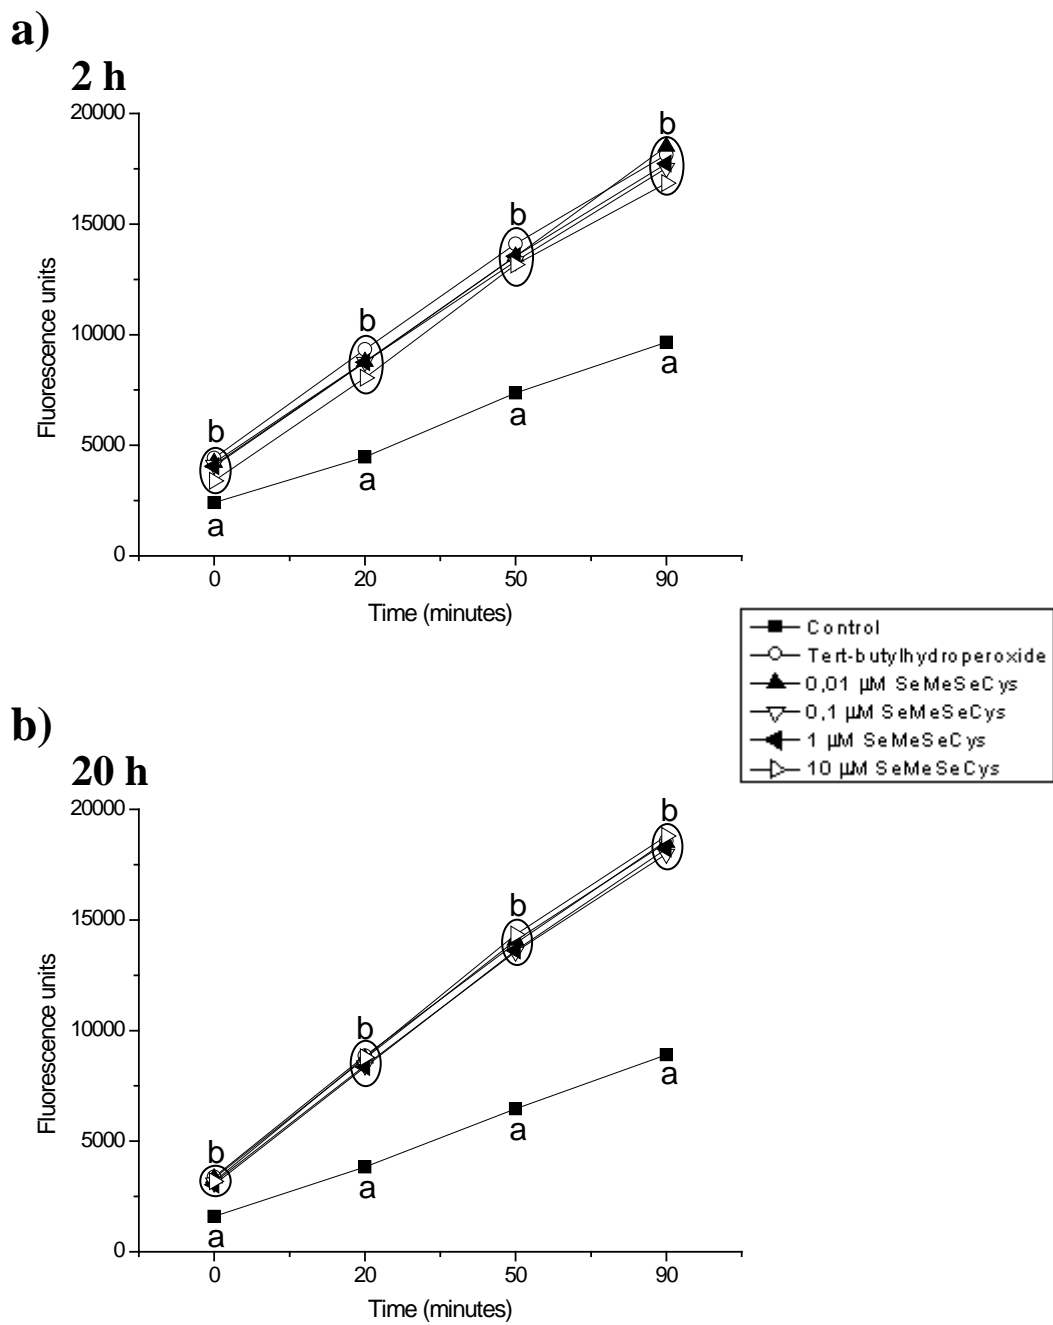 a)
2 h
20000
15000
10000
5000
0
Fluorescence units
b
b
b
b
a
a
a
a
0 20 50 90
Time (minutes)
Control
Tert-butylhydroperoxide
0,01 µM SeMeSeCys
0,1 µM SeMeSeCys
1 µM SeMeSeCys
10 µM SeMeSeCys
b)
20 h
20000
15000
10000
5000
0
Fluorescence units
b
b
b
b
a
a
a
a
0 20 50 90
Time (minutes)